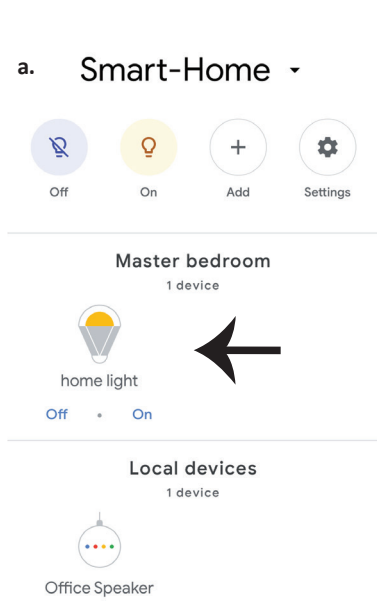 a. Smart-Home
Off On Add Settings
Master bedroom
1 device
home light
Off • On
Local devices
1 device
Office Speaker